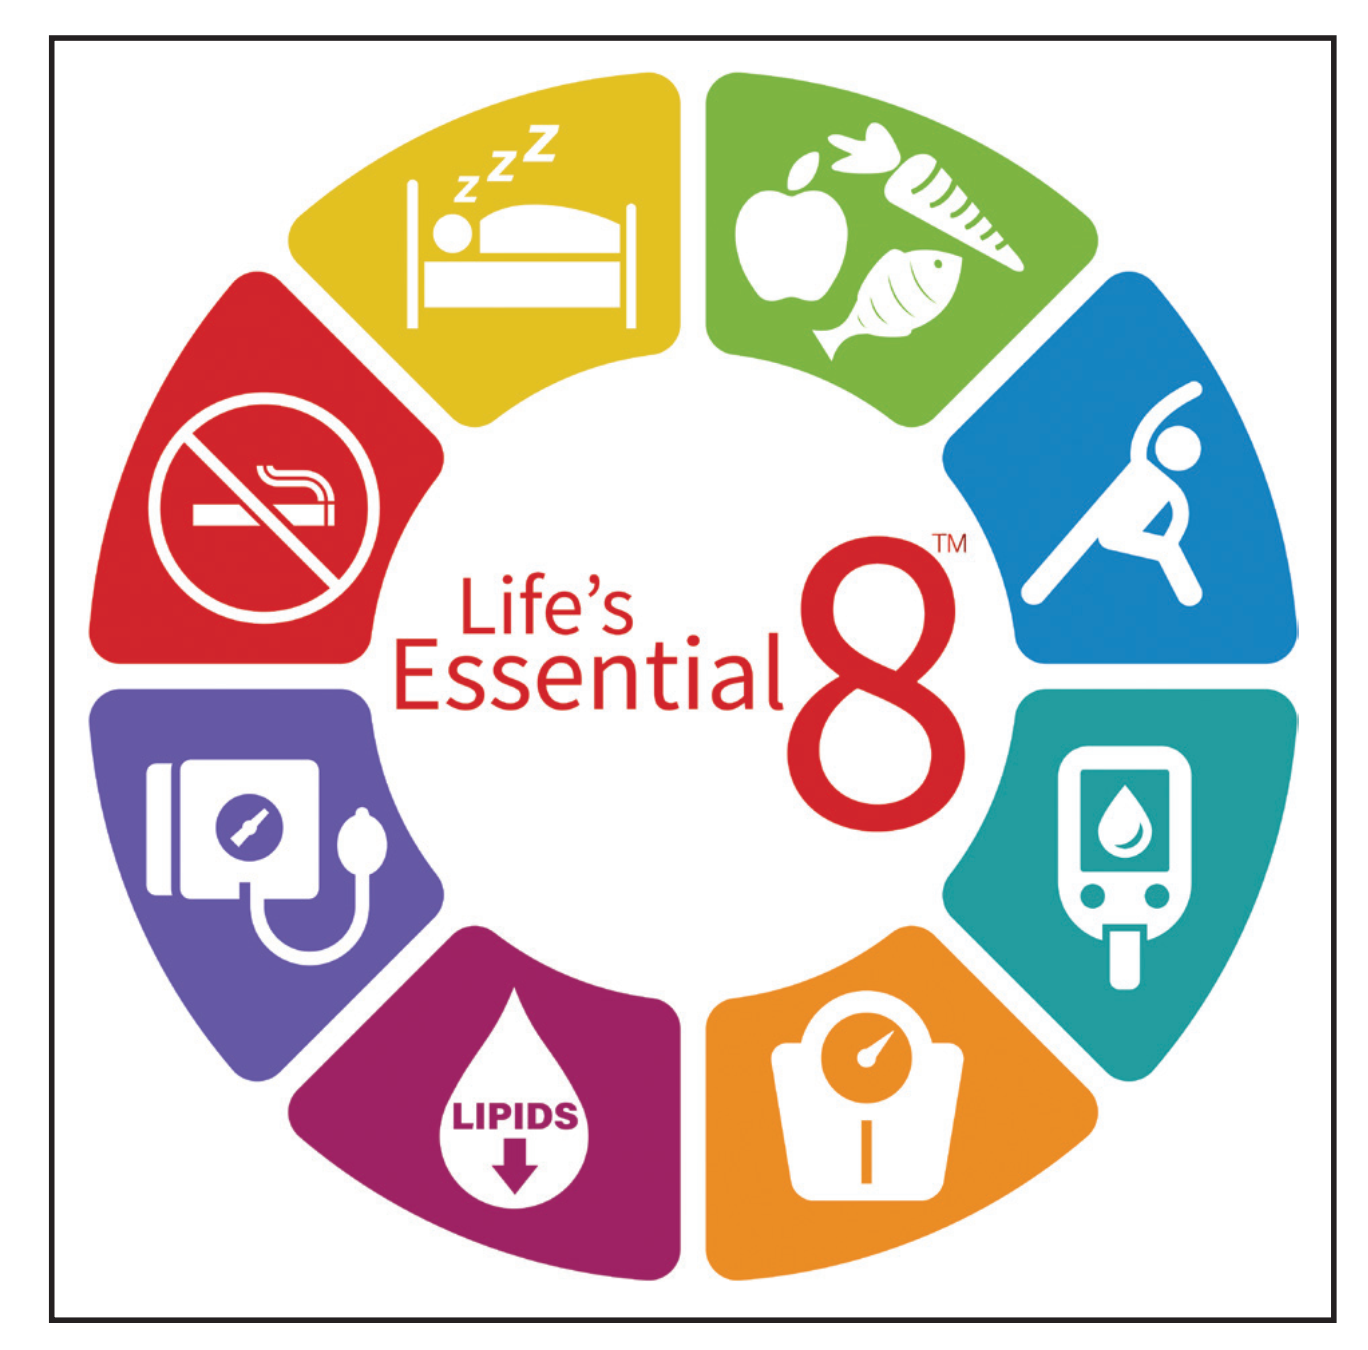 z z z
Life's
Essential 8™
LIPIDS